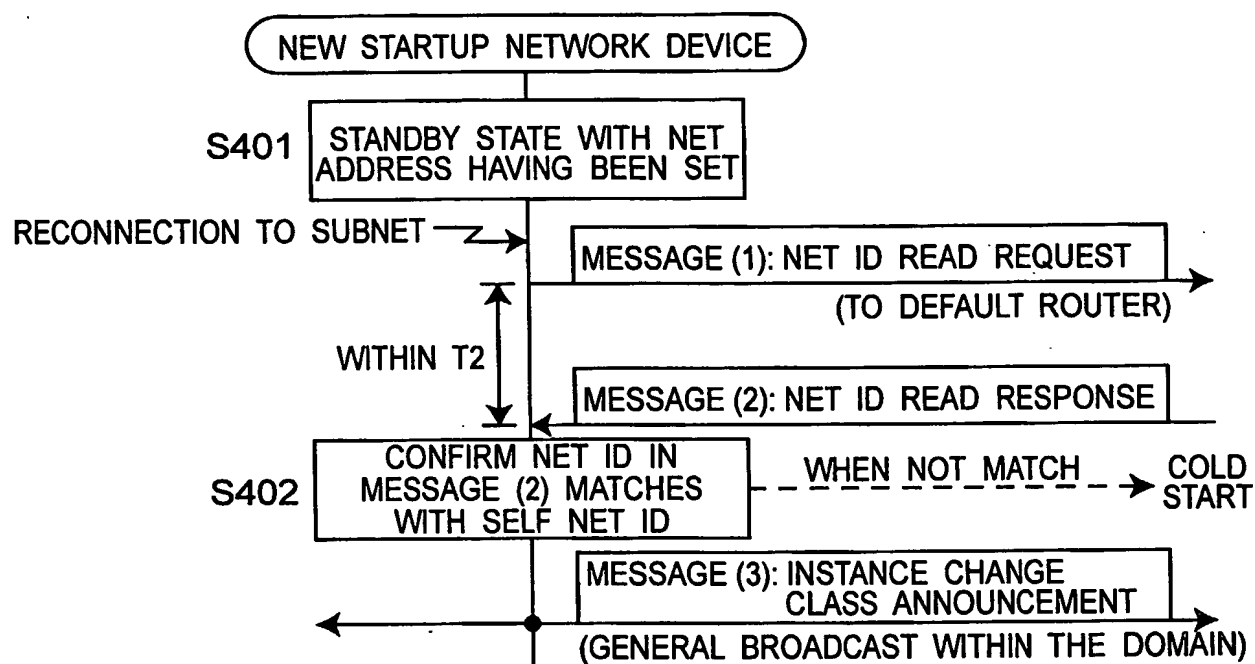 NEW STARTUP NETWORK DEVICE
S401
STANDBY STATE WITH NET
ADDRESS HAVING BEEN SET
RECONNECTION TO SUBNET
MESSAGE (1): NET ID READ REQUEST
(TO DEFAULT ROUTER)
WITHIN T2
MESSAGE (2): NET ID READ RESPONSE
S402
CONFIRM NET ID IN
MESSAGE (2) MATCHES
WITH SELF NET ID
WHEN NOT MATCH
COLD
START
MESSAGE (3): INSTANCE CHANGE
CLASS ANNOUNCEMENT
(GENERAL BROADCAST WITHIN THE DOMAIN)